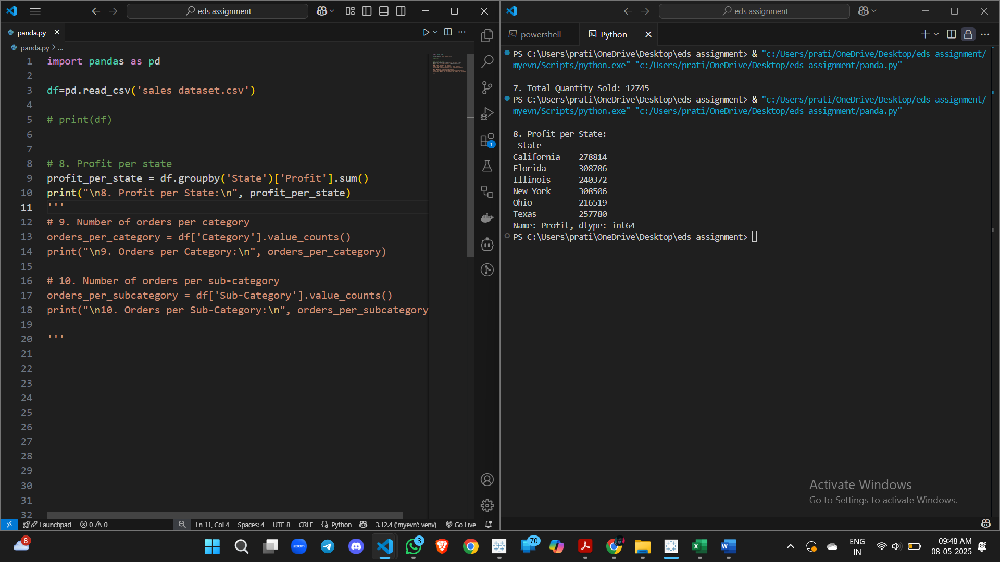 eds assignment
panda.py
panda.py > ...
1 import pandas as pd
2
3 df=pd.read_csv('sales dataset.csv')
4
5 # print(df)
6
7
8 # 8. Profit per state
9 profit_per_state = df.groupby('State')['Profit'].sum()
10 print("\n8. Profit per State:\n", profit_per_state)
11 '''
12 # 9. Number of orders per category
13 orders_per_category = df['Category'].value_counts()
14 print("\n9. Orders per Category:\n", orders_per_category)
15
16 # 10. Number of orders per sub-category
17 orders_per_subcategory = df['Sub-Category'].value_counts()
18 print("\n10. Orders per Sub-Category:\n", orders_per_subcategory
19
20 '''
21
22
23
24
25
26
27
28
29
30
31
32
1
Launchpad 0 0 Ln 11, Col 4 Spaces: 4 UTF-8 CRLF {} Python 3.12.4 ('myevn': venv) Go Live
eds assignment
powershell Python
PS C:\Users\prati\OneDrive\Desktop\eds assignment> & "c:/Users/prati/OneDrive/Desktop/eds assignment/
myevn/Scripts/python.exe" "c:/Users/prati/OneDrive/Desktop/eds assignment/panda.py"
7. Total Quantity Sold: 12745
PS C:\Users\prati\OneDrive\Desktop\eds assignment> & "c:/Users/prati/OneDrive/Desktop/eds assignment/
myevn/Scripts/python.exe" "c:/Users/prati/OneDrive/Desktop/eds assignment/panda.py"
8. Profit per State:
State
California 278814
Florida 308706
Illinois 240372
New York 308506
Ohio 216519
Texas 257780
Name: Profit, dtype: int64
PS C:\Users\prati\OneDrive\Desktop\eds assignment>
Activate Windows
Go to Settings to activate Windows.
8
zoom
3
70
ENG
IN
09:48 AM
08-05-2025